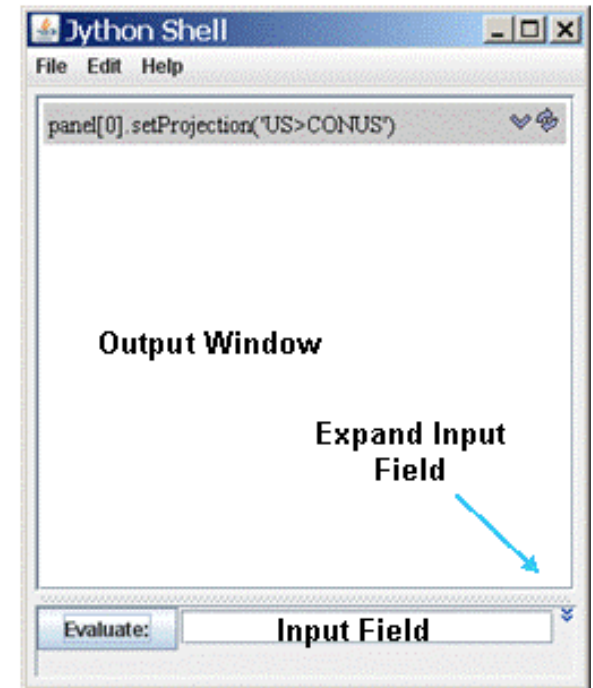 Jython Shell
File Edit Help
panel[0].setProjection('US>CONUS')
Output Window
Expand Input
Field
Evaluate:
Input Field